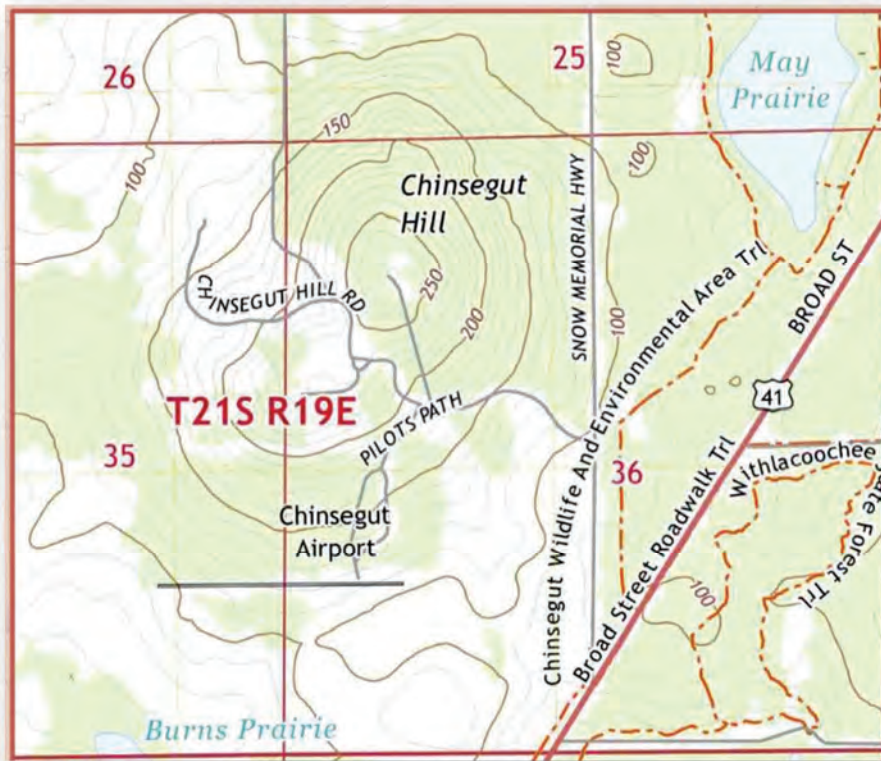 26
25
100
May
Prairie
150
100
100
Chinsegut
Hill
SNOW MEMORIAL HWY
CHINSEGUT HILL RD
250
200
100
Chinsegut Wildlife And Environmental Area Trl
BROAD ST
41
T21S R19E
PILOTS PATH
35
36
Chinsegut
Airport
Broad Street Roadwalk Trl
Withlacoochee State Forest Trl
100
Burns Prairie